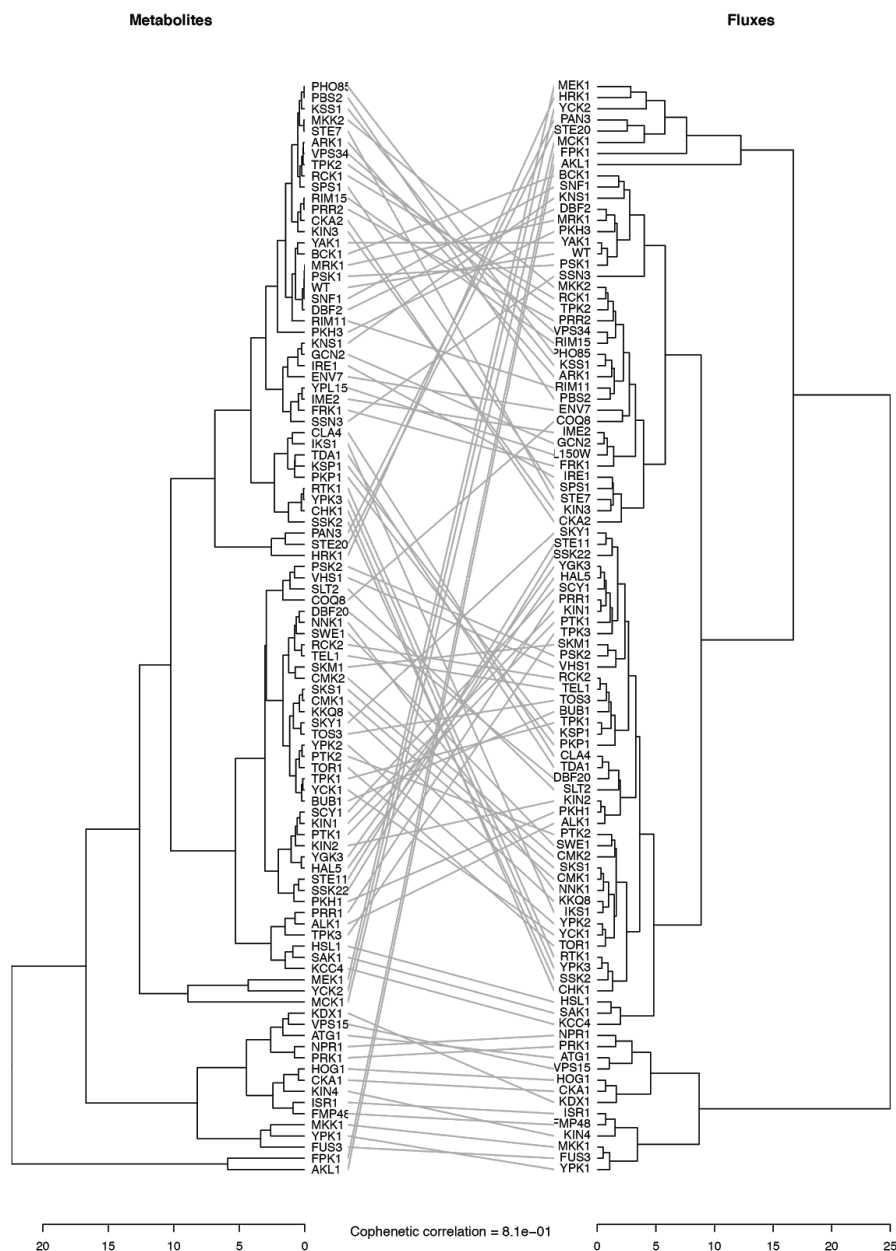 Metabolites
Fluxes
PHO85
PBS2
KSS1
MKK2
STE7
ARK1
VPS34
TPK2
RCK1
SPS1
RIM15
PRR2
CKA2
KIN3
YAK1
BCK1
MRK1
PSK1
WT
SNF1
DBF2
RIM11
PKH3
KNS1
GCN2
IRE1
ENV7
YPL15
IME2
FRK1
SSN3
CLA4
IKS1
TDA1
KSP1
PKP1
RTK1
YPK3
CHK1
SSK2
PAN3
STE20
HRK1
PSK2
VHS1
SLT2
COQ8
DBF20
NNK1
SWE1
RCK2
TEL1
SKM1
CMK2
SKS1
CMK1
KKQ8
SKY1
TOS3
YPK2
PTK2
TOR1
TPK1
YCK1
BUB1
SCY1
KIN1
PTK1
KIN2
YGK3
HAL5
STE11
SSK22
PKH1
PRR1
ALK1
TPK3
HSL1
SAK1
KCC4
MEK1
YCK2
MCK1
KDX1
VPS15
ATG1
NPR1
PRK1
HOG1
CKA1
KIN4
ISR1
FMP48
MKK1
YPK1
FUS3
FPK1
AKL1
MEK1
HRK1
YCK2
PAN3
STE20
MCK1
FPK1
AKL1
BCK1
SNF1
KNS1
DBF2
MRK1
PKH3
YAK1
WT
PSK1
SSN3
MKK2
RCK1
TPK2
PRR2
VPS34
RIM15
PHO85
KSS1
ARK1
RIM11
PBS2
ENV7
COQ8
IME2
GCN2
L150W
FRK1
IRE1
SPS1
STE7
KIN3
CKA2
SKY1
STE11
SSK22
YGK3
HAL5
SCY1
PRR1
KIN1
PTK1
TPK3
SKM1
PSK2
VHS1
RCK2
TEL1
TOS3
BUB1
TPK1
KSP1
PKP1
CLA4
TDA1
DBF20
SLT2
KIN2
PKH1
ALK1
PTK2
SWE1
CMK2
SKS1
CMK1
NNK1
KKQ8
IKS1
YPK2
YCK1
TOR1
RTK1
YPK3
SSK2
CHK1
HSL1
SAK1
KCC4
NPR1
PRK1
ATG1
VPS15
HOG1
CKA1
KDX1
ISR1
FMP48
KIN4
MKK1
FUS3
YPK1
20 15 10 5 0
Cophenetic correlation = 8.1e−01
0 5 10 15 20 25